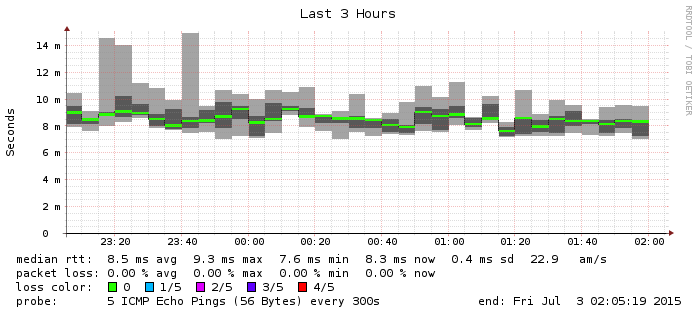 Last 3 Hours
RRDTOOL / TOBI OETIKER
Seconds
14 m
12 m
10 m
8 m
6 m
4 m
2 m
0
23:20 23:40 00:00 00:20 00:40 01:00 01:20 01:40 02:00
median rtt: 8.5 ms avg 9.3 ms max 7.6 ms min 8.3 ms now 0.4 ms sd 22.9 am/s
packet loss: 0.00 % avg 0.00 % max 0.00 % min 0.00 % now
loss color: 0 1/5 2/5 3/5 4/5
probe: 5 ICMP Echo Pings (56 Bytes) every 300s end: Fri Jul 3 02:05:19 2015